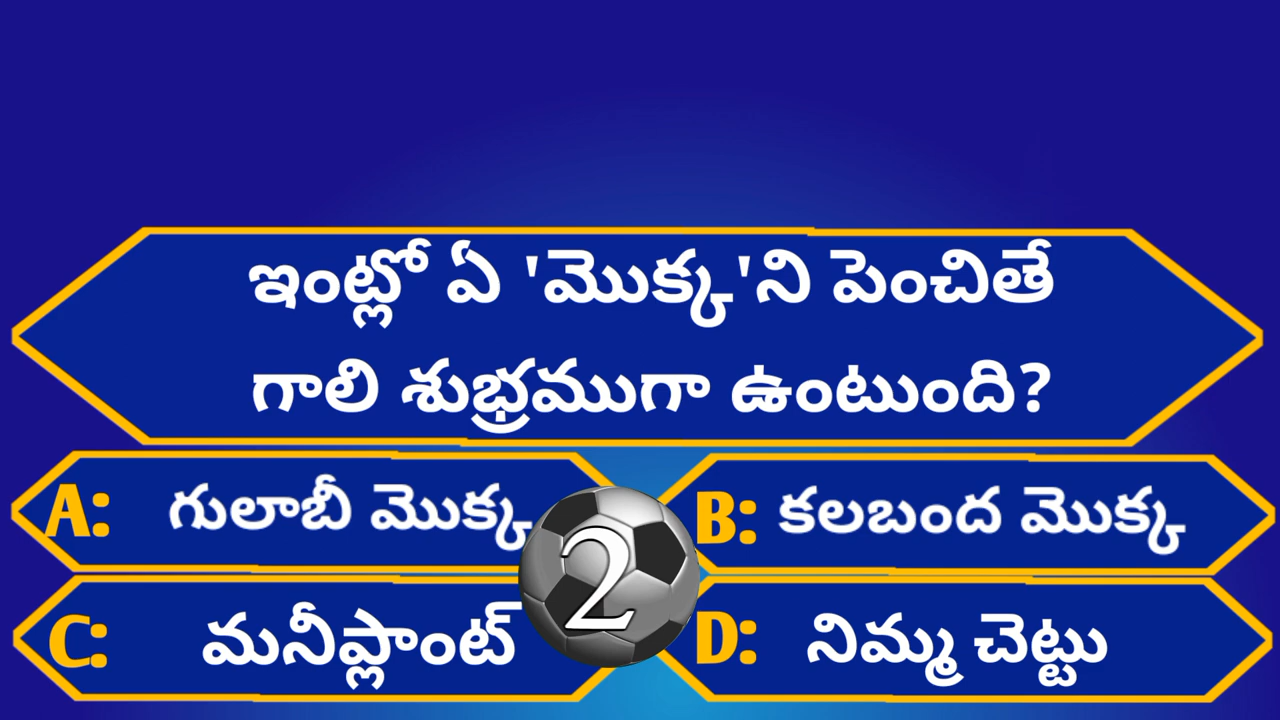 ఇంట్లో ఏ 'మొక్క'ని పెంచితే
గాలి శుభ్రముగా ఉంటుంది?
A: గులాబీ మొక్క
B: కలబంద మొక్క
2
C: మనీప్లాంట్
D: నిమ్మ చెట్టు